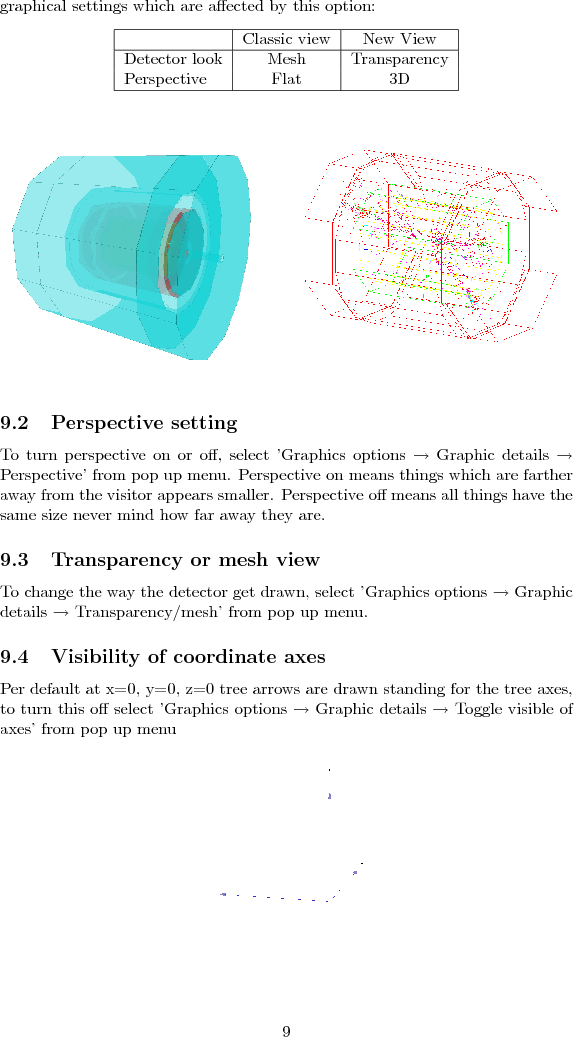 graphical settings which are affected by this option:
Classic view New View
Detector look Mesh Transparency
Perspective Flat 3D
9.2 Perspective setting
To turn perspective on or off, select ’Graphics options → Graphic details →
Perspective’ from pop up menu. Perspective on means things which are farther
away from the visitor appears smaller. Perspective off means all things have the
same size never mind how far away they are.
9.3 Transparency or mesh view
To change the way the detector get drawn, select ’Graphics options → Graphic
details → Transparency/mesh’ from pop up menu.
9.4 Visibility of coordinate axes
Per default at x=0, y=0, z=0 tree arrows are drawn standing for the tree axes,
to turn this off select ’Graphics options → Graphic details → Toggle visible of
axes’ from pop up menu
9